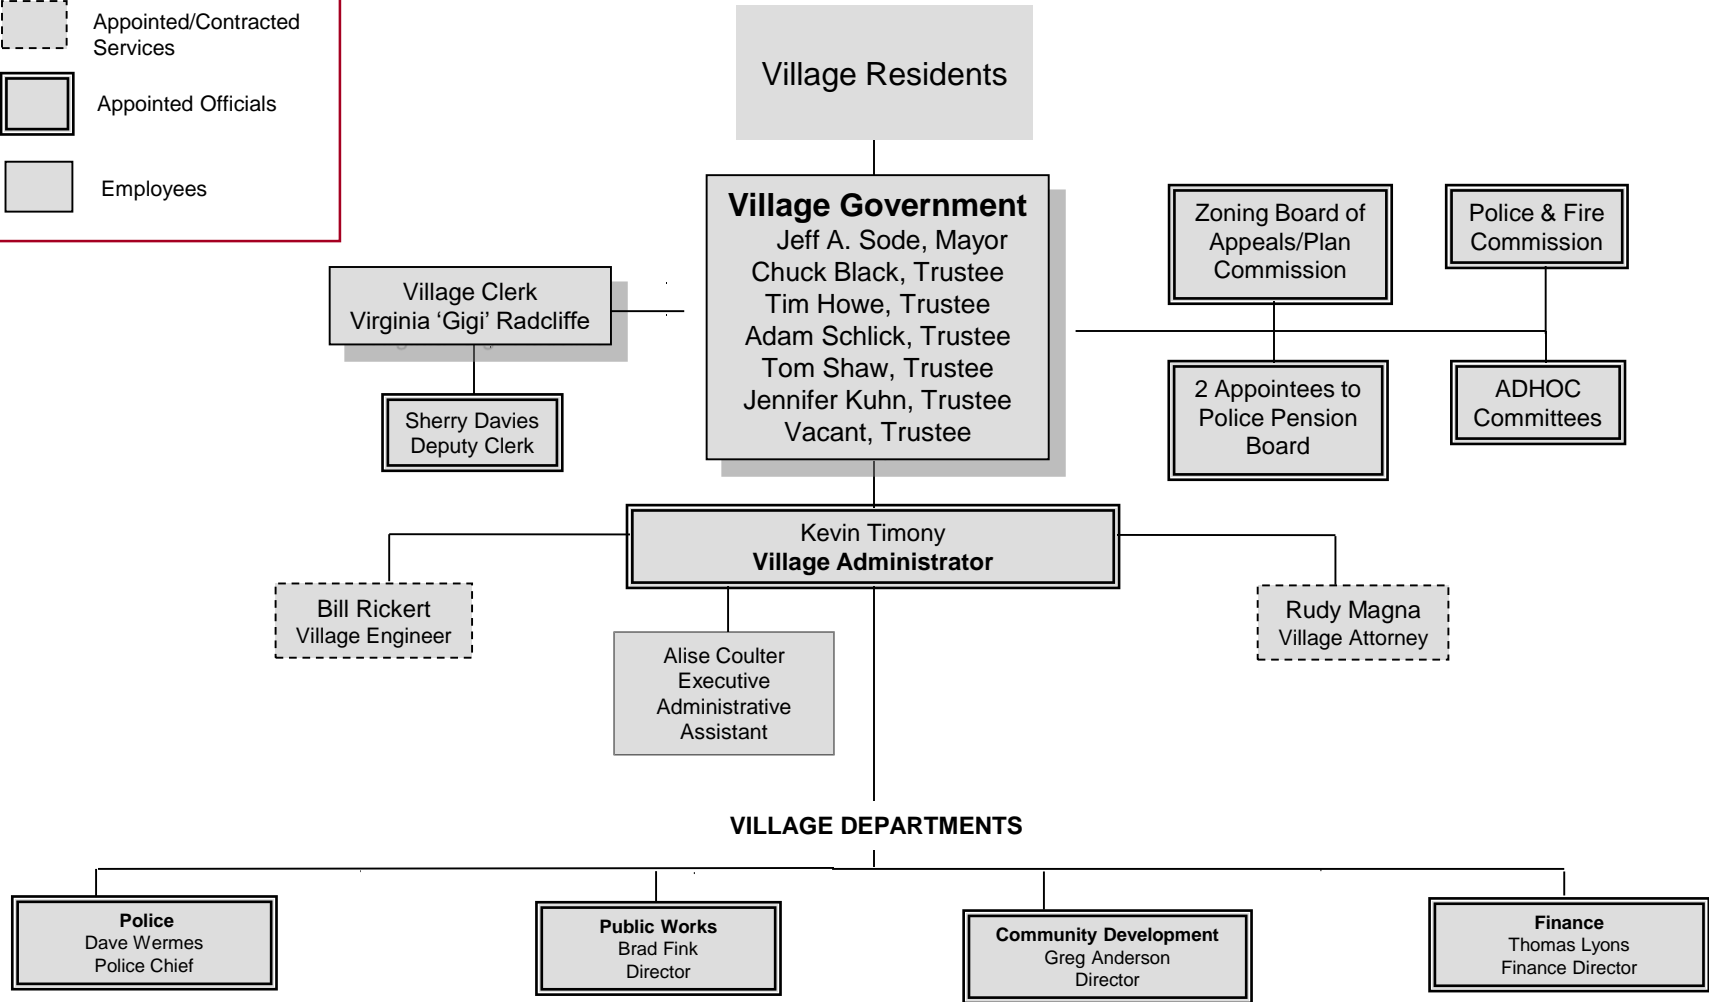 Appointed/Contracted
Services
Appointed Officials
Employees
Village Residents
Village Government
Jeff A. Sode, Mayor
Chuck Black, Trustee
Tim Howe, Trustee
Adam Schlick, Trustee
Tom Shaw, Trustee
Jennifer Kuhn, Trustee
Vacant, Trustee
Village Clerk
Virginia ‘Gigi’ Radcliffe
Sherry Davies
Deputy Clerk
Zoning Board of
Appeals/Plan
Commission
Police & Fire
Commission
2 Appointees to
Police Pension
Board
ADHOC
Committees
Kevin Timony
Village Administrator
Bill Rickert
Village Engineer
Alise Coulter
Executive
Administrative
Assistant
Rudy Magna
Village Attorney
VILLAGE DEPARTMENTS
Police
Dave Wermes
Police Chief
Public Works
Brad Fink
Director
Community Development
Greg Anderson
Director
Finance
Thomas Lyons
Finance Director